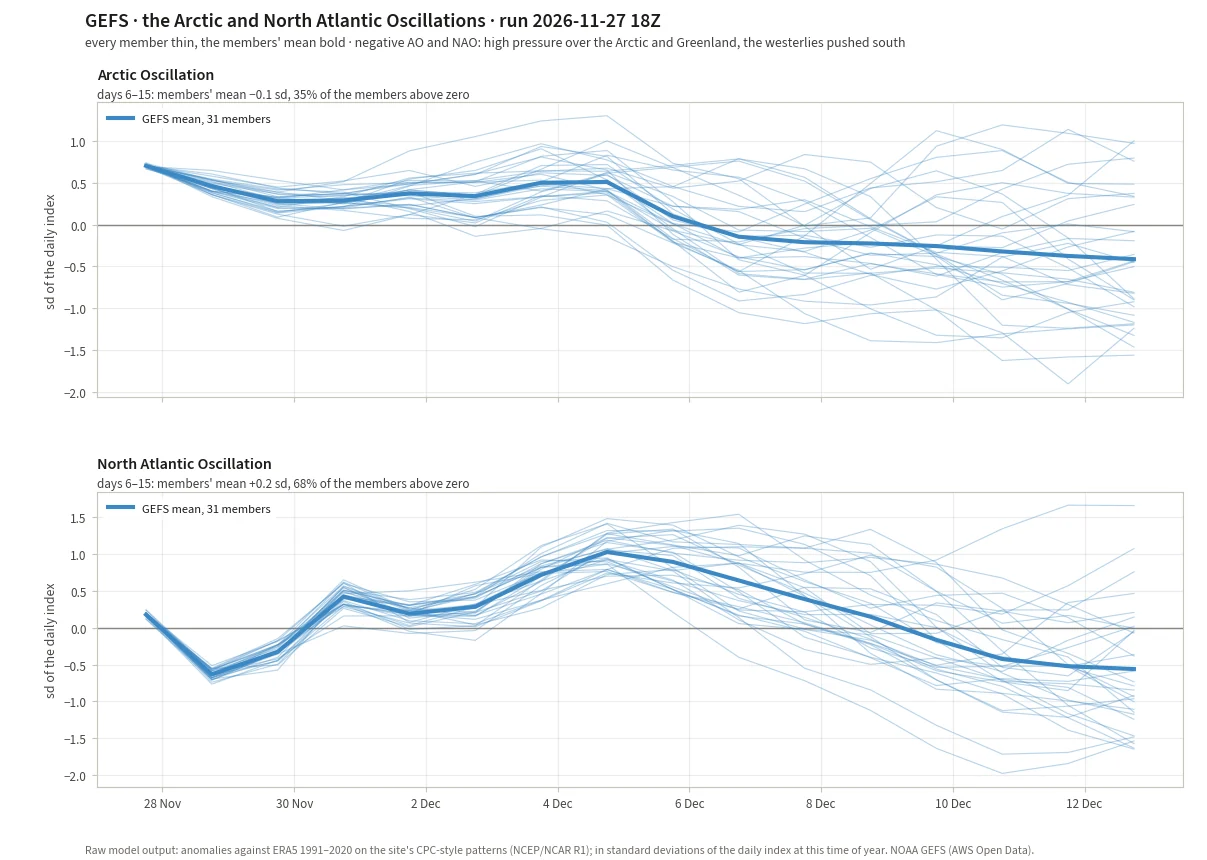 GEFS · the Arctic and North Atlantic Oscillations · run 2026-11-27 18Z
every member thin, the members' mean bold · negative AO and NAO: high pressure over the Arctic and Greenland, the westerlies pushed south
Arctic Oscillation
days 6–15: members' mean −0.1 sd, 35% of the members above zero
GEFS mean, 31 members
1.0
0.5
0.0
−0.5
−1.0
−1.5
−2.0
sd of the daily index
North Atlantic Oscillation
days 6–15: members' mean +0.2 sd, 68% of the members above zero
GEFS mean, 31 members
1.5
1.0
0.5
0.0
−0.5
−1.0
−1.5
−2.0
sd of the daily index
28 Nov 30 Nov 2 Dec 4 Dec 6 Dec 8 Dec 10 Dec 12 Dec
Raw model output: anomalies against ERA5 1991–2020 on the site's CPC-style patterns (NCEP/NCAR R1); in standard deviations of the daily index at this time of year. NOAA GEFS (AWS Open Data).